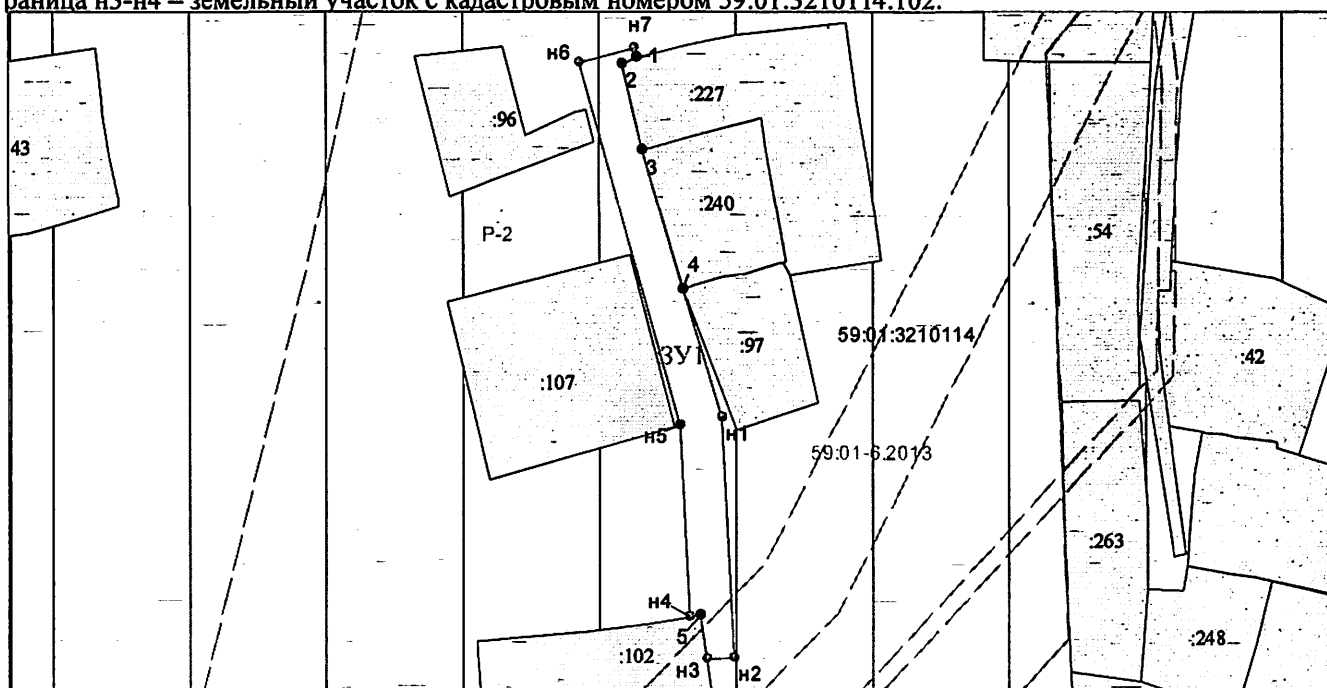 раница н3-н4 – земельный участок с кадастровым номером 59:01:3210114:102.
н7
н6
1
2
:227
:96
43
3
:240
:54
Р-2
4
59:01:3210114
:97
ЗУ1
:42
:107
н1
н5
59:01-6.2013
:263
н4
5
:102
н3
н2
:248